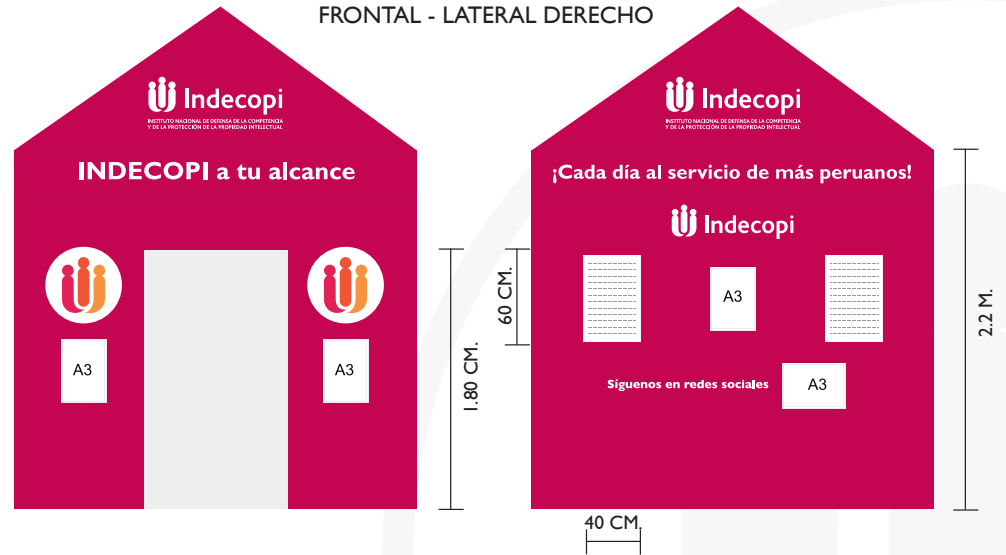 FRONTAL - LATERAL DERECHO
Indecopi
INSTITUTO NACIONAL DE DEFENSA DE LA COMPETENCIA
Y DE LA PROTECCIÓN DE LA PROPIEDAD INTELECTUAL
INDECOPI a tu alcance
A3
A3
1.80 CM.
Indecopi
INSTITUTO NACIONAL DE DEFENSA DE LA COMPETENCIA
Y DE LA PROTECCIÓN DE LA PROPIEDAD INTELECTUAL
¡Cada día al servicio de más peruanos!
Indecopi
60 CM.
A3
Síguenos en redes sociales
A3
2.2 M.
40 CM.